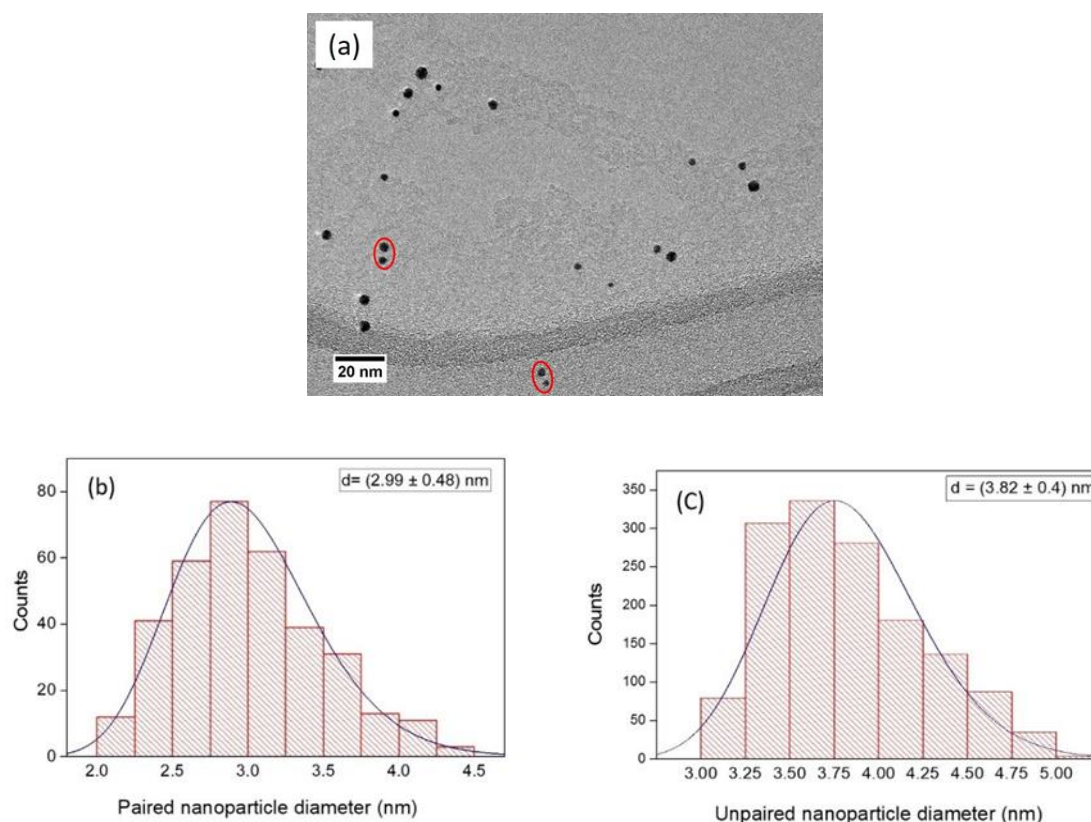 (a)
20 nm
(b)
d= (2.99 ± 0.48) nm
80
60
40
20
0
Counts
2.0 2.5 3.0 3.5 4.0 4.5
Paired nanoparticle diameter (nm)
(C)
d = (3.82 ± 0.4) nm
350
300
250
200
150
100
50
0
Counts
3.00 3.25 3.50 3.75 4.00 4.25 4.50 4.75 5.00
Unpaired nanoparticle diameter (nm)